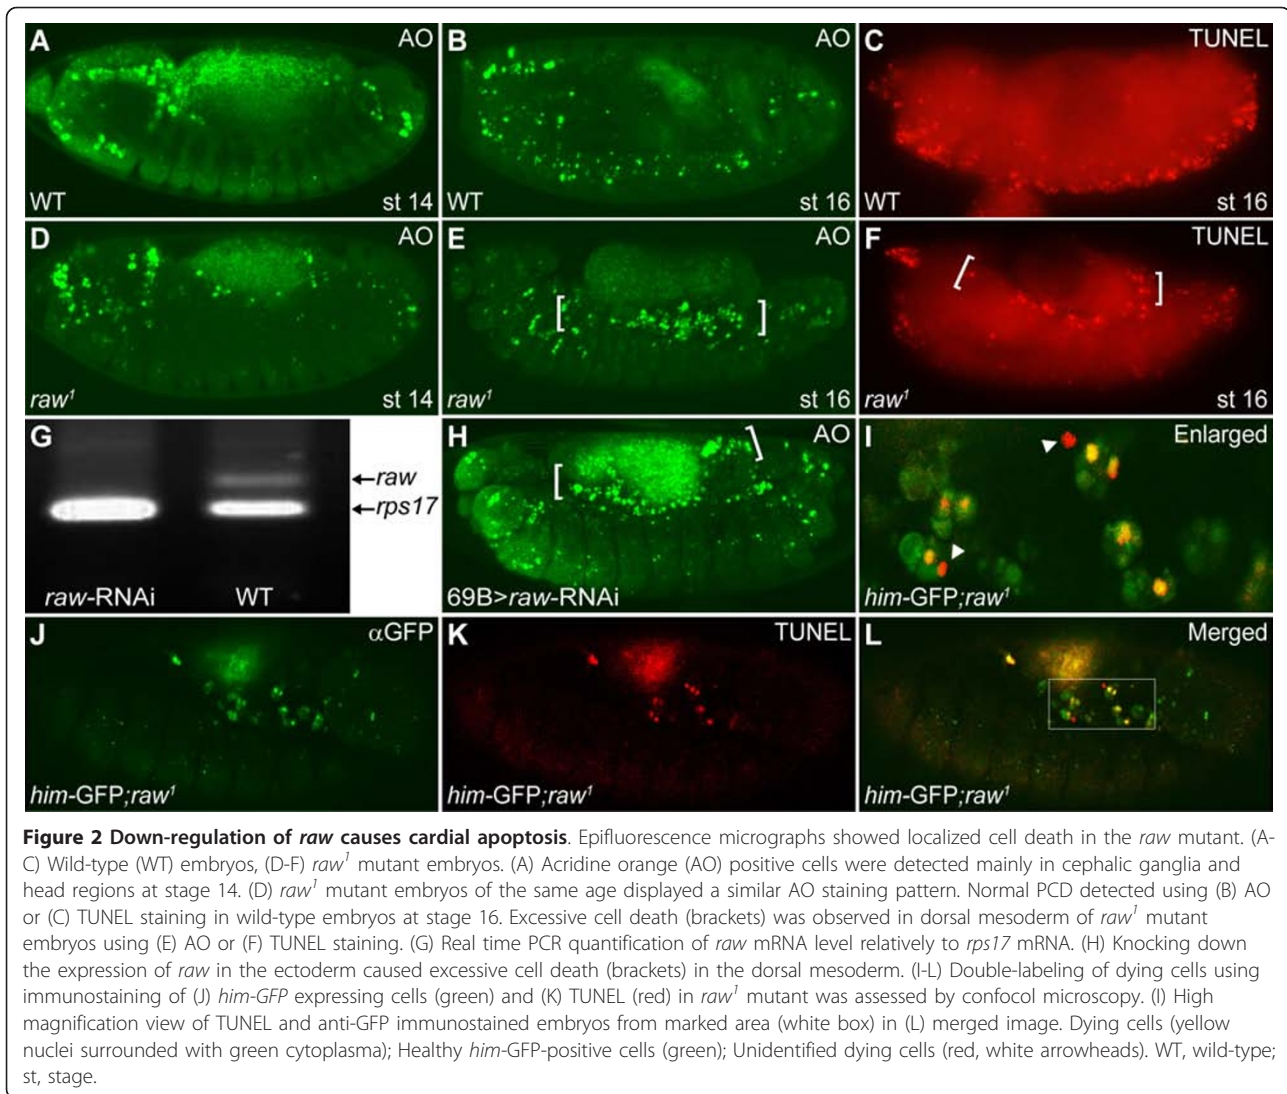 A AO
WT st 14
B AO
WT st 16
C TUNEL
WT st 16
D AO
raw¹ st 14
E AO
raw¹ st 16
F TUNEL
raw¹ st 16
G
←raw
←rps17
raw-RNAi WT
H AO
69B>raw-RNAi
I Enlarged
him-GFP;raw¹
J αGFP
him-GFP;raw¹
K TUNEL
him-GFP;raw¹
L Merged
him-GFP;raw¹
Figure 2 Down-regulation of raw causes cardial apoptosis. Epifluorescence micrographs showed localized cell death in the raw mutant. (A-
C) Wild-type (WT) embryos, (D-F) raw¹ mutant embryos. (A) Acridine orange (AO) positive cells were detected mainly in cephalic ganglia and
head regions at stage 14. (D) raw¹ mutant embryos of the same age displayed a similar AO staining pattern. Normal PCD detected using (B) AO
or (C) TUNEL staining in wild-type embryos at stage 16. Excessive cell death (brackets) was observed in dorsal mesoderm of raw¹ mutant
embryos using (E) AO or (F) TUNEL staining. (G) Real time PCR quantification of raw mRNA level relatively to rps17 mRNA. (H) Knocking down
the expression of raw in the ectoderm caused excessive cell death (brackets) in the dorsal mesoderm. (I-L) Double-labeling of dying cells using
immunostaining of (J) him-GFP expressing cells (green) and (K) TUNEL (red) in raw¹ mutant was assessed by confocol microscopy. (I) High
magnification view of TUNEL and anti-GFP immunostained embryos from marked area (white box) in (L) merged image. Dying cells (yellow
nuclei surrounded with green cytoplasma); Healthy him-GFP-positive cells (green); Unidentified dying cells (red, white arrowheads). WT, wild-type;
st, stage.